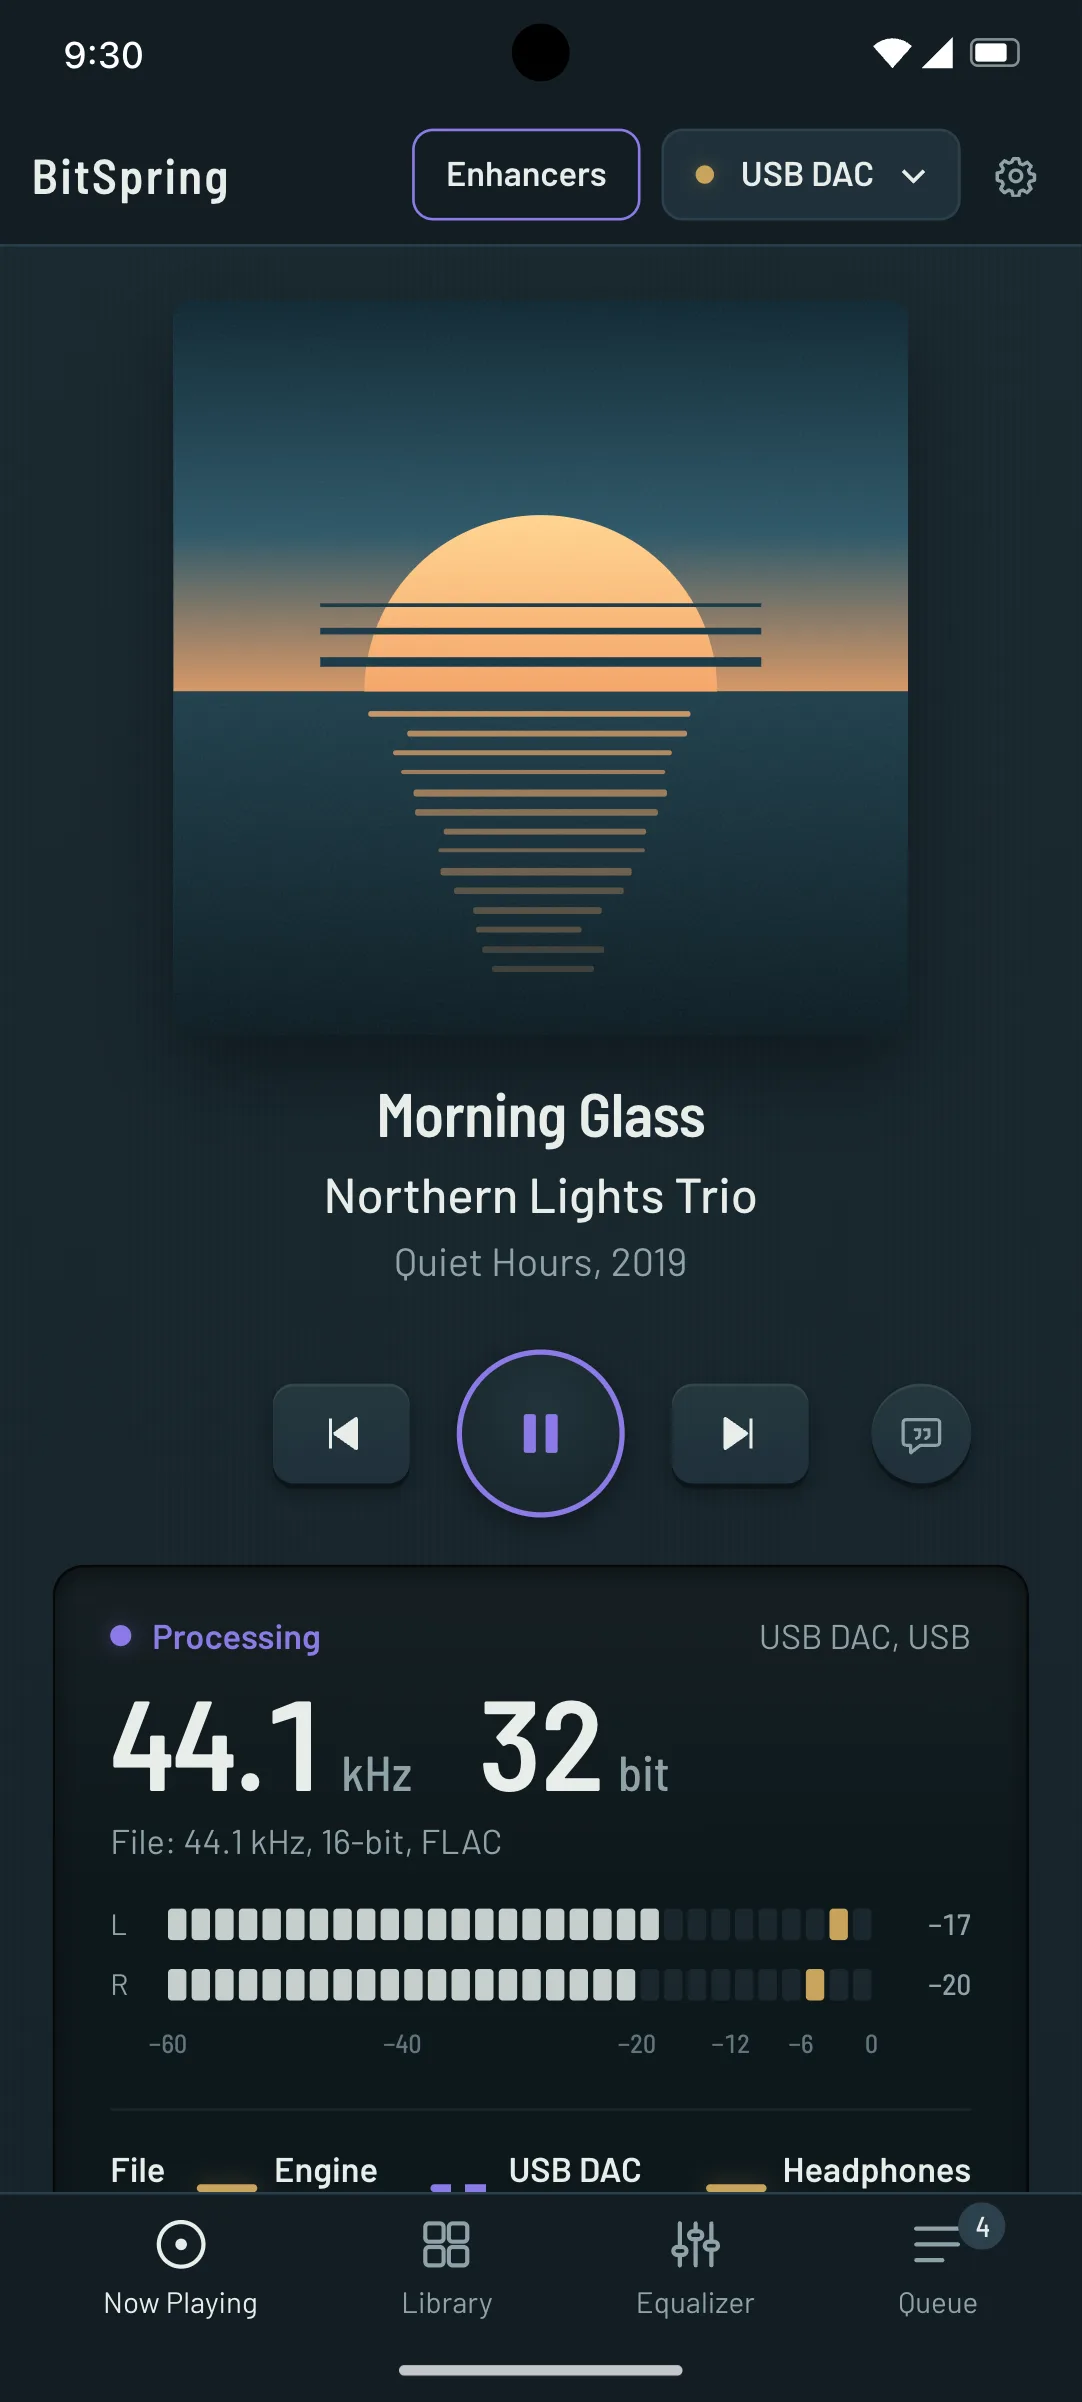 9:30
BitSpring
Enhancers
USB DAC
Morning Glass
Northern Lights Trio
Quiet Hours, 2019
Processing
USB DAC, USB
44.1 kHz 32 bit
File: 44.1 kHz, 16-bit, FLAC
L −17
R −20
−60 −40 −20 −12 −6 0
File Engine USB DAC Headphones
4
Now Playing Library Equalizer Queue